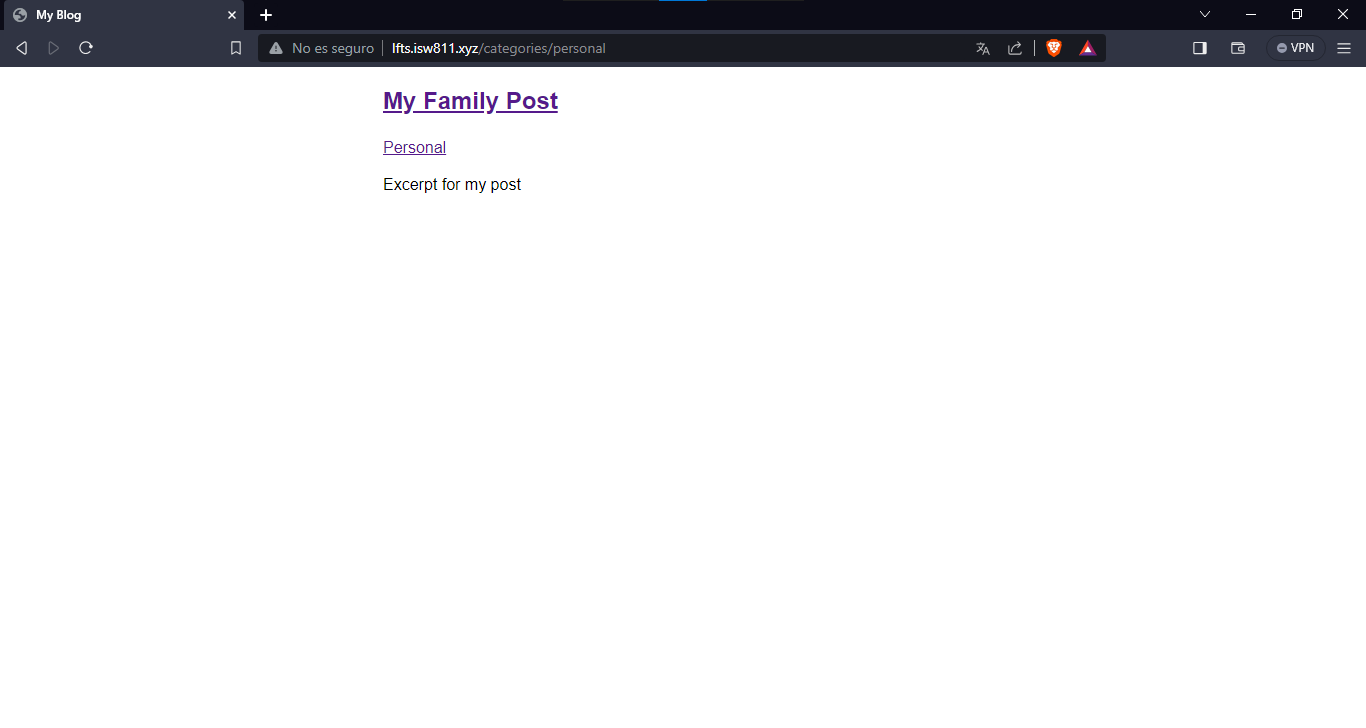 My Blog
No es seguro lfts.isw811.xyz/categories/personal
VPN
My Family Post
Personal
Excerpt for my post